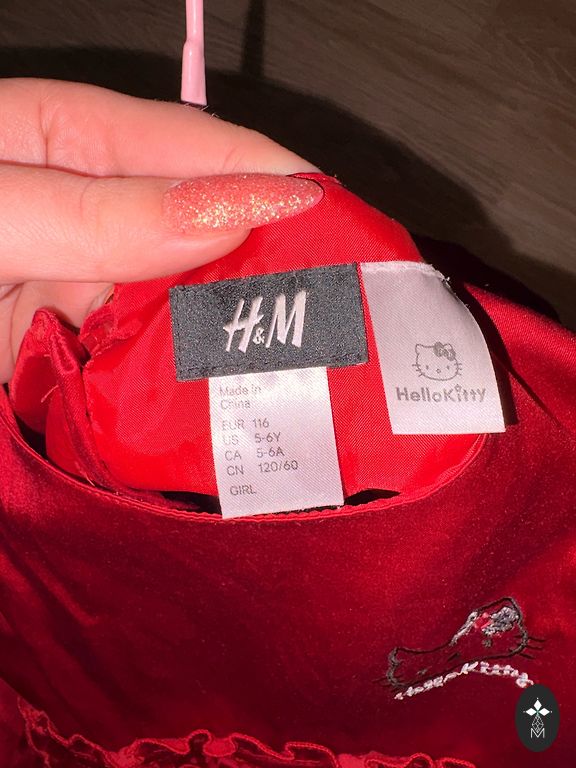 H&M
Made in
China
EUR 116
US 5-6Y
CA 5-6A
CN 120/60
GIRL
HelloKitty
M